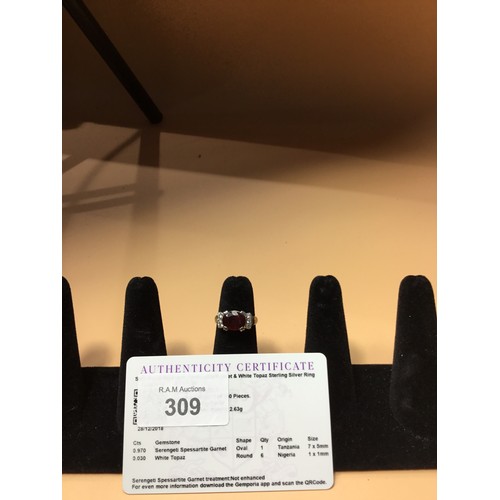 AUTHENTICITY CERTIFICATE
S
& White Topaz Sterling Silver Ring
R.A.M Auctions
309
0 Pieces.
2.63g
28/12/2016
Cts Gemstone Shape Qty Origin Size
0.970 Serengeti Spessartite Garnet Oval 1 Tanzania 7 x 5mm
0.030 White Topaz Round 6 Nigeria 1 x 1mm
Serengeti Spessartite Garnet treatment:Not enhanced
For even more information download the Gemporia app and scan the QRCode.